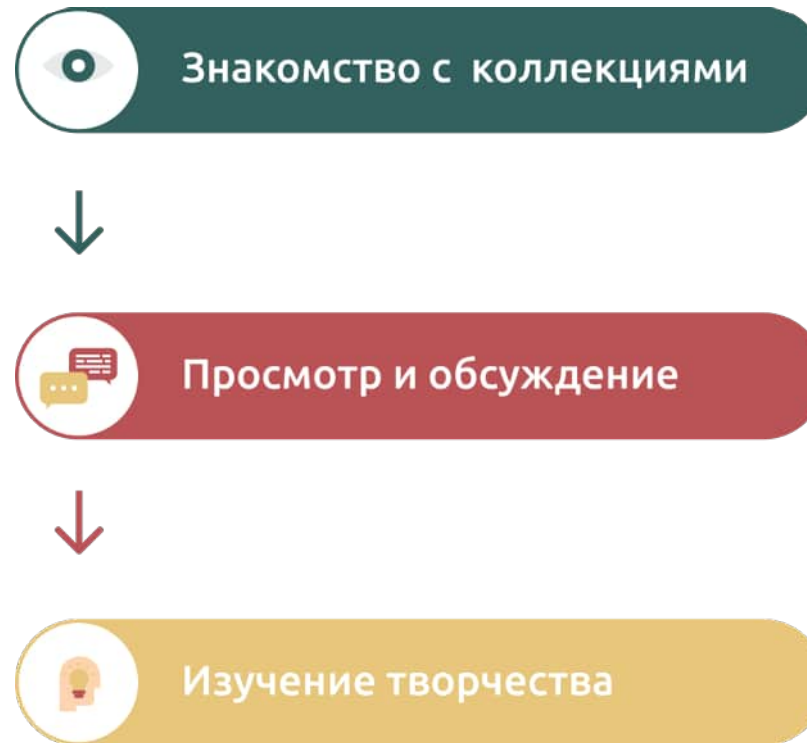 Знакомство с коллекциями
Просмотр и обсуждение
Изучение творчества